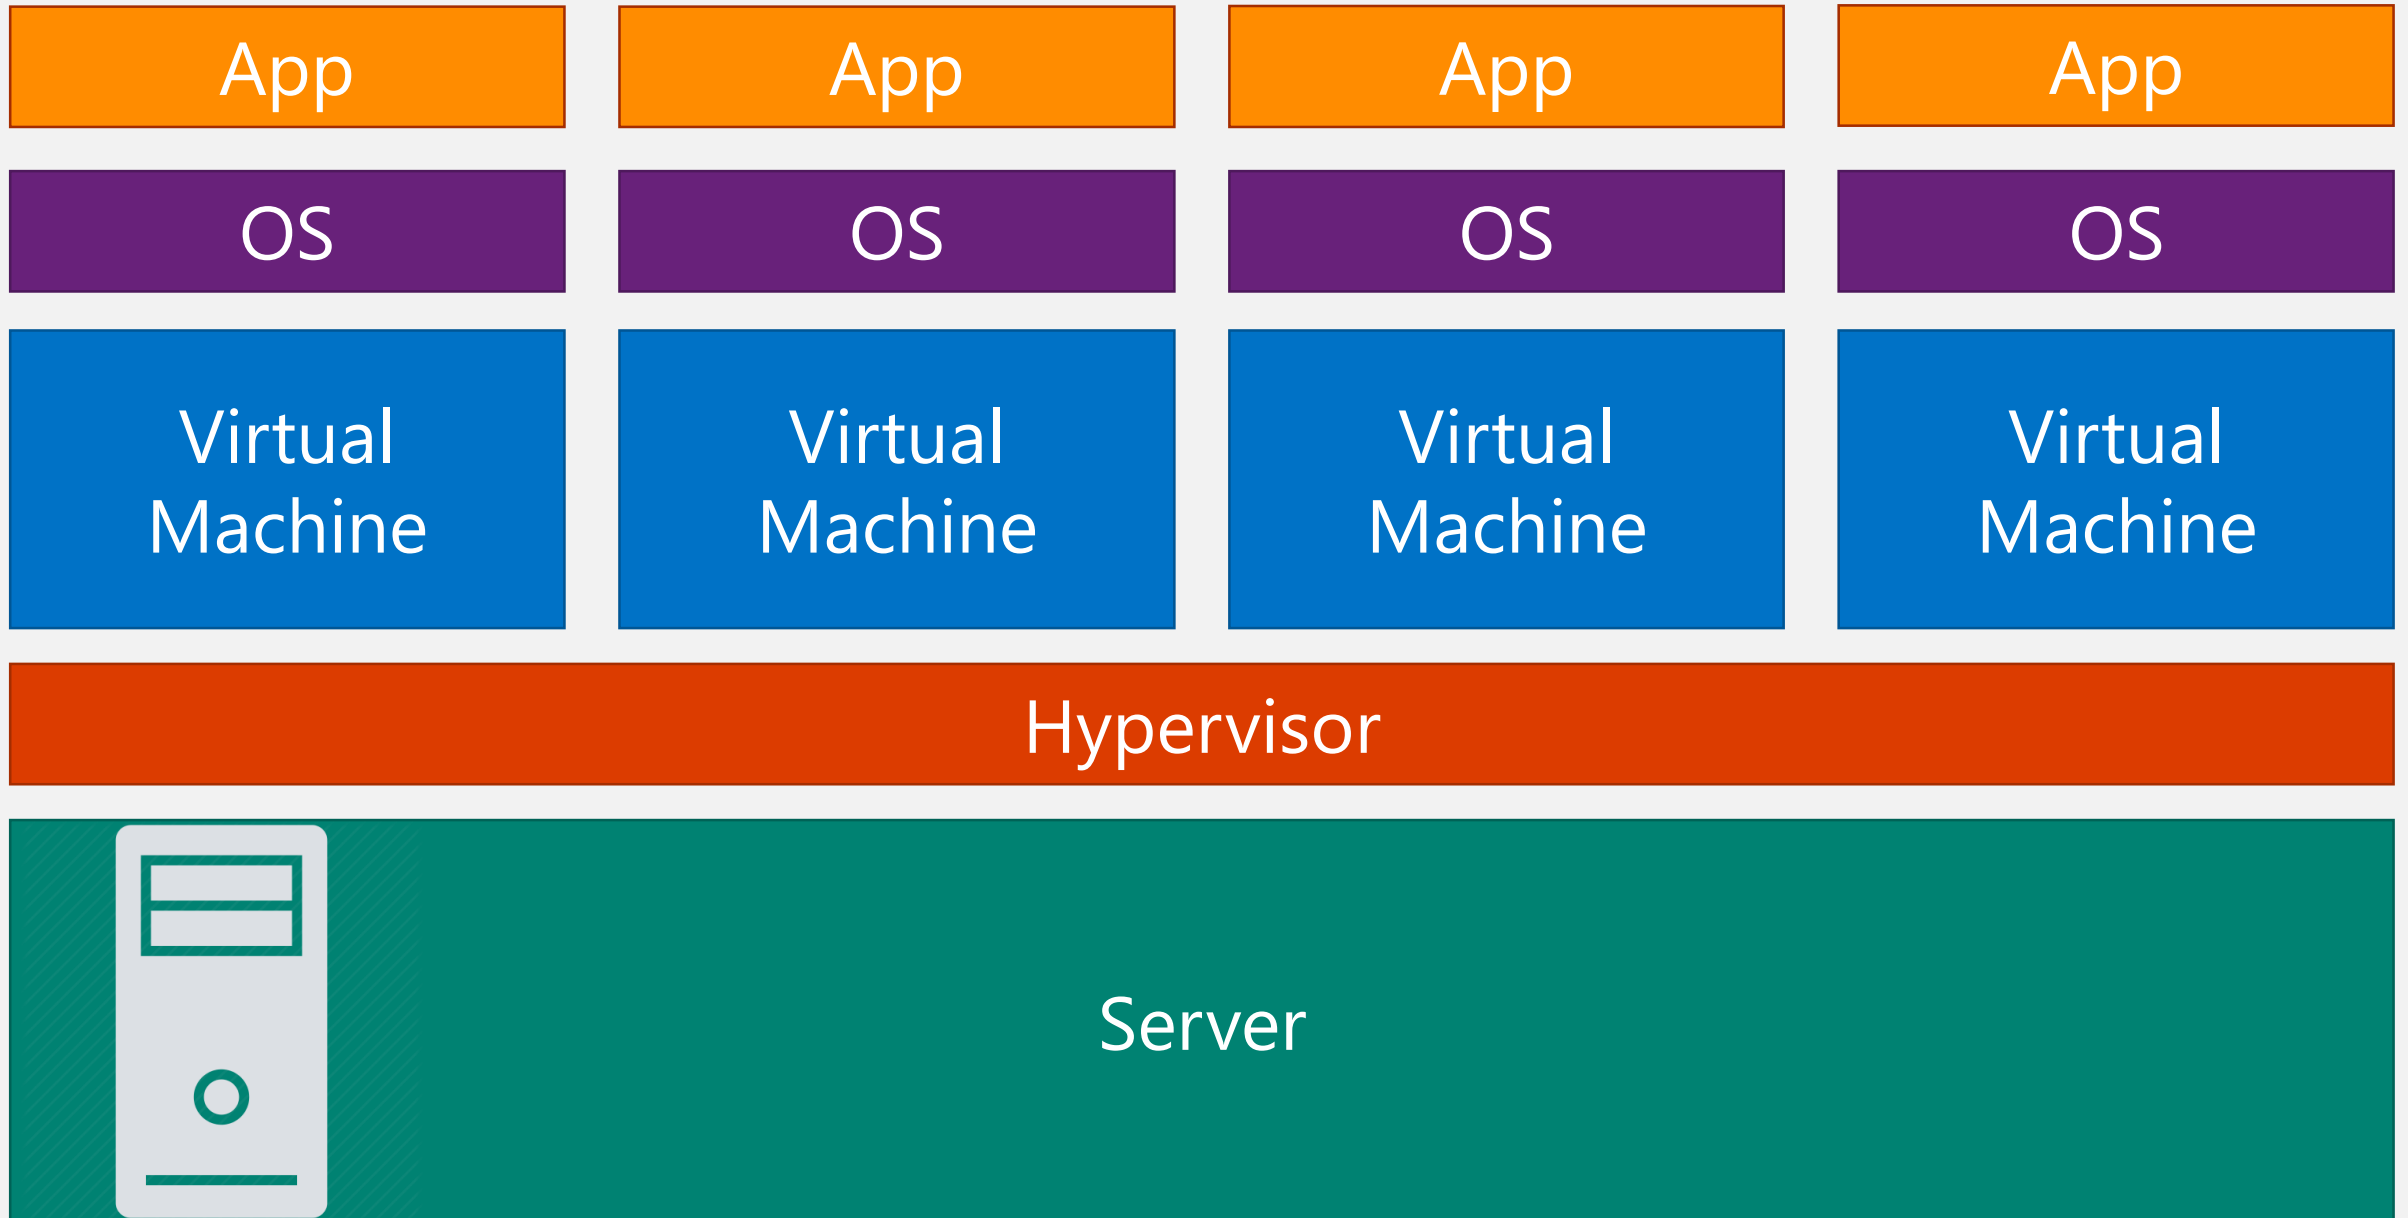 App
App
App
App
OS
OS
OS
OS
Virtual
Machine
Virtual
Machine
Virtual
Machine
Virtual
Machine
Hypervisor
Server